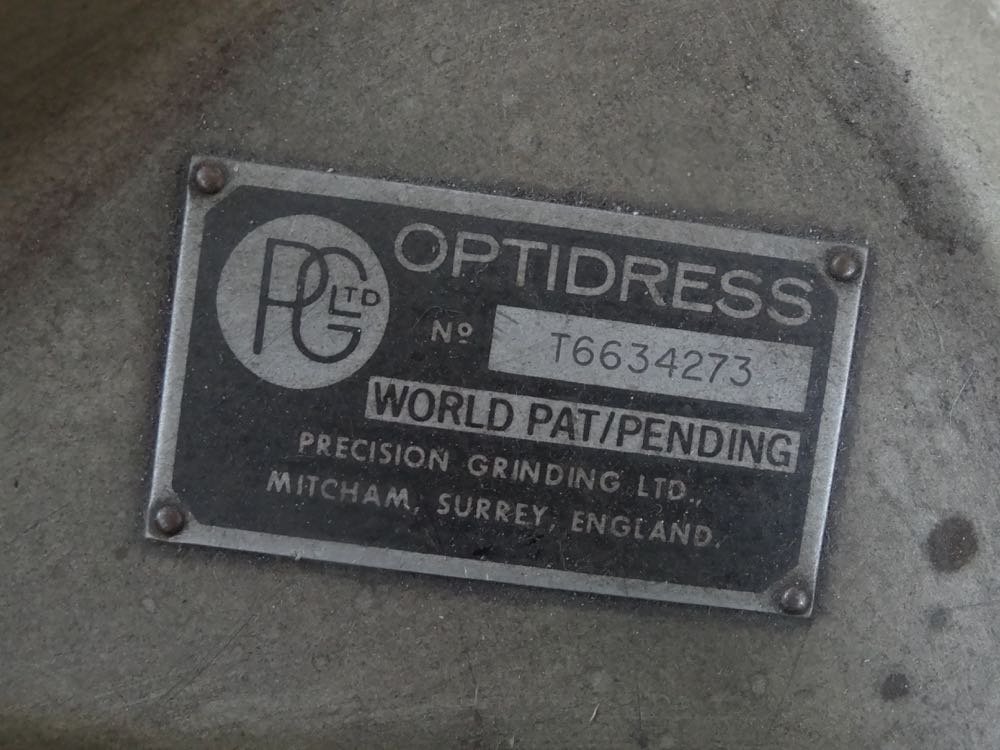 PG LTD
OPTIDRESS
Nº T6634273
WORLD PAT/PENDING
PRECISION GRINDING LTD.,
MITCHAM, SURREY, ENGLAND.